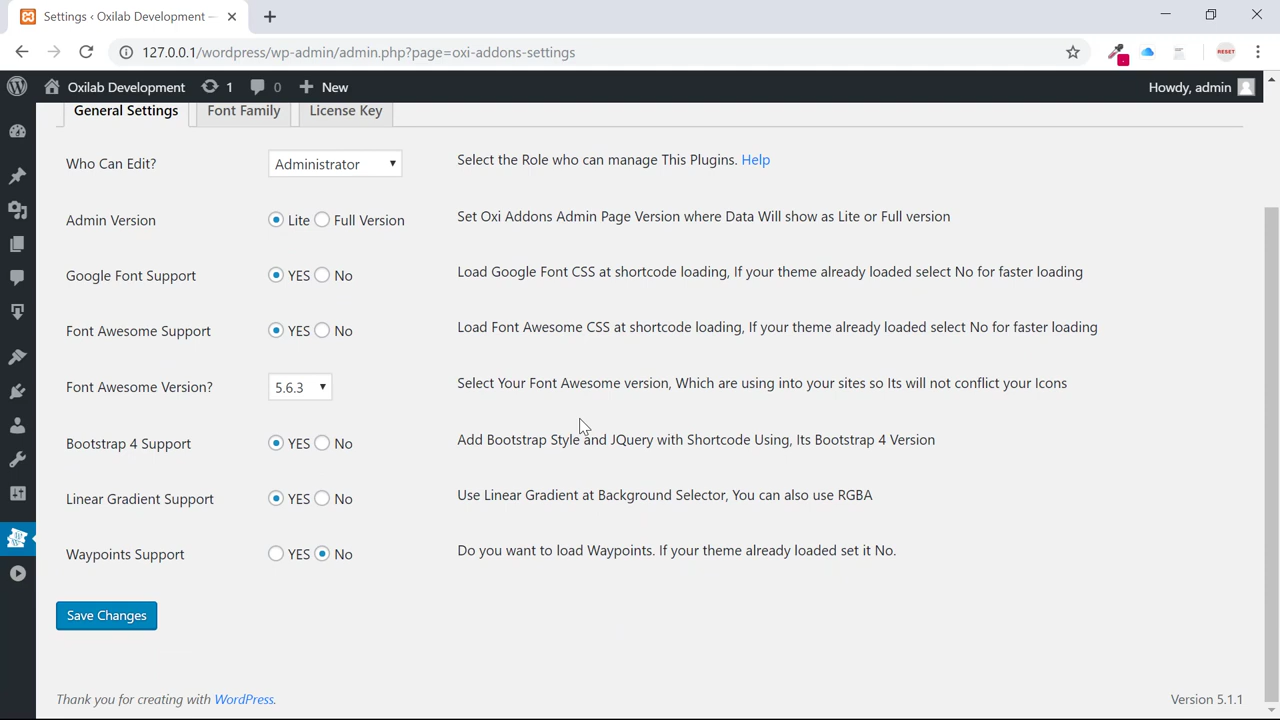 Settings ‹ Oxilab Development —
127.0.0.1/wordpress/wp-admin/admin.php?page=oxi-addons-settings
RESET
Oxilab Development 1 0 New Howdy, admin
General Settings Font Family License Key
Who Can Edit? Administrator Select the Role who can manage This Plugins. Help
Admin Version Lite Full Version Set Oxi Addons Admin Page Version where Data Will show as Lite or Full version
Google Font Support YES No Load Google Font CSS at shortcode loading, If your theme already loaded select No for faster loading
Font Awesome Support YES No Load Font Awesome CSS at shortcode loading, If your theme already loaded select No for faster loading
Font Awesome Version? 5.6.3 Select Your Font Awesome version, Which are using into your sites so Its will not conflict your Icons
Bootstrap 4 Support YES No Add Bootstrap Style and JQuery with Shortcode Using, Its Bootstrap 4 Version
Linear Gradient Support YES No Use Linear Gradient at Background Selector, You can also use RGBA
Waypoints Support YES No Do you want to load Waypoints. If your theme already loaded set it No.
Save Changes
Thank you for creating with WordPress. Version 5.1.1